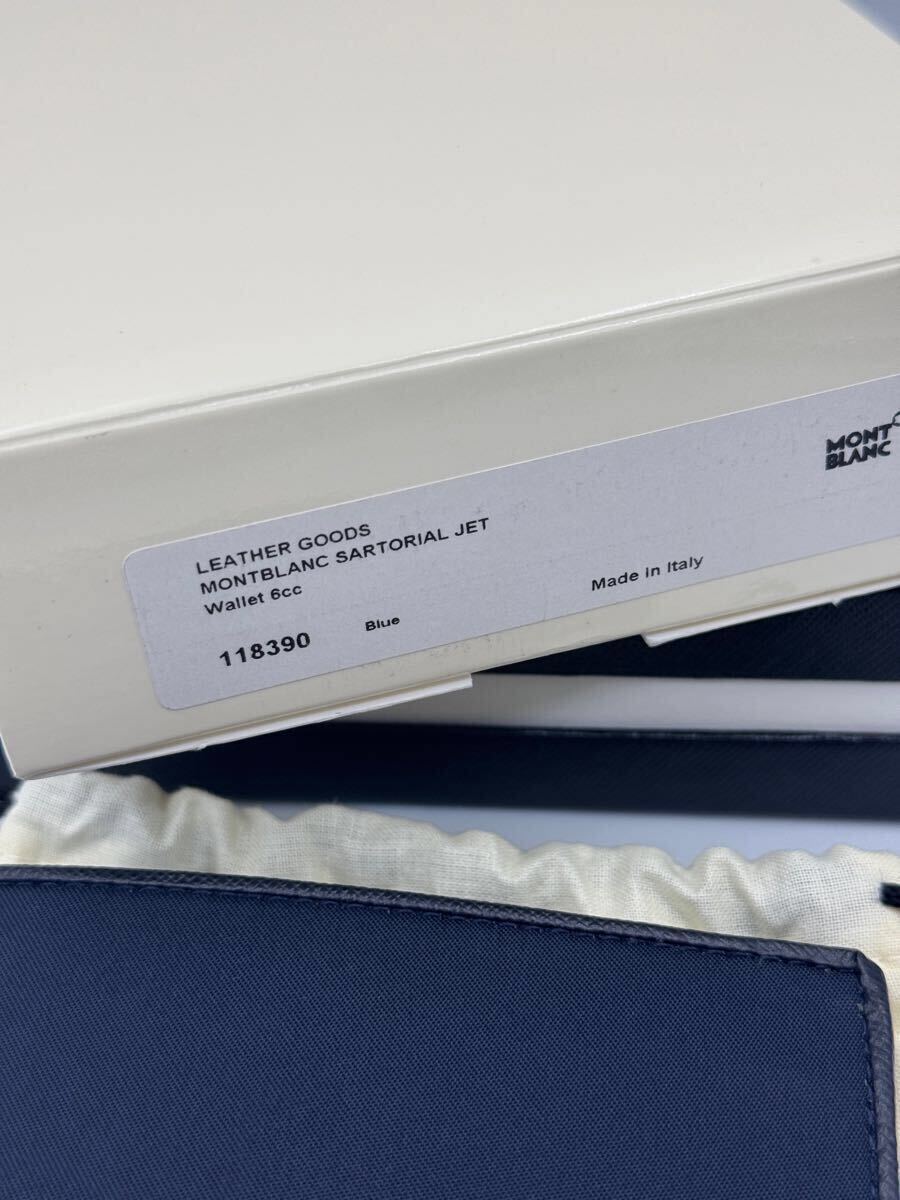 LEATHER GOODS
MONTBLANC SARTORIAL JET
Wallet 6cc
118390 Blue Made in Italy
MONT
BLANC